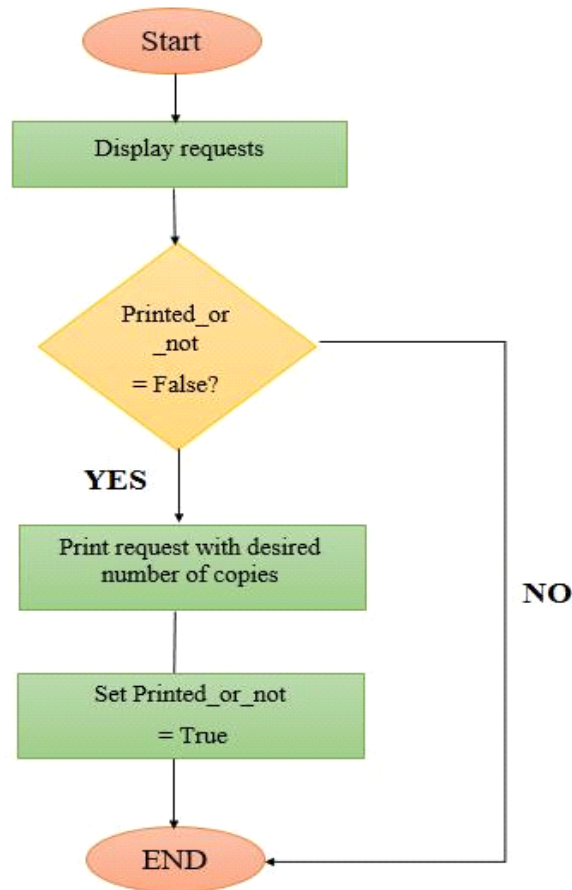 Start
Display requests
Printed_or
_not
= False?
YES
Print request with desired
number of copies
NO
Set Printed_or_not
= True
END